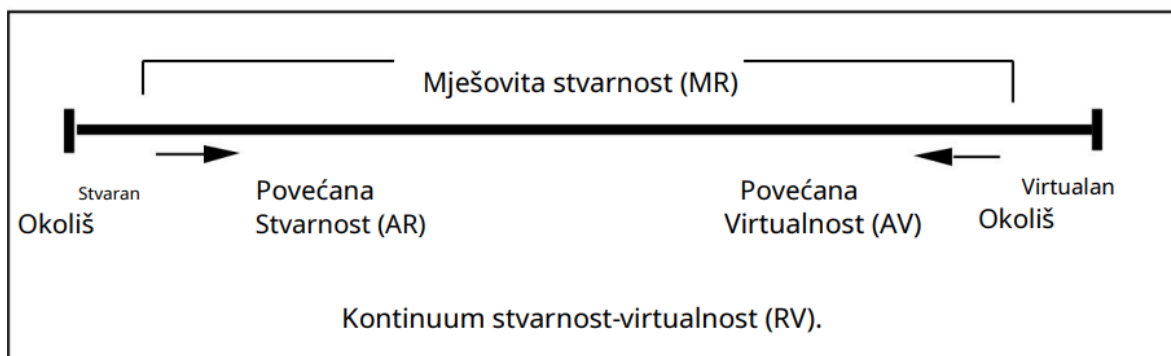 Mješovita stvarnost (MR)
Stvaran
Okoliš
Povećana
Stvarnost (AR)
Povećana
Virtualnost (AV)
Virtualan
Okoliš
Kontinuum stvarnost-virtualnost (RV).